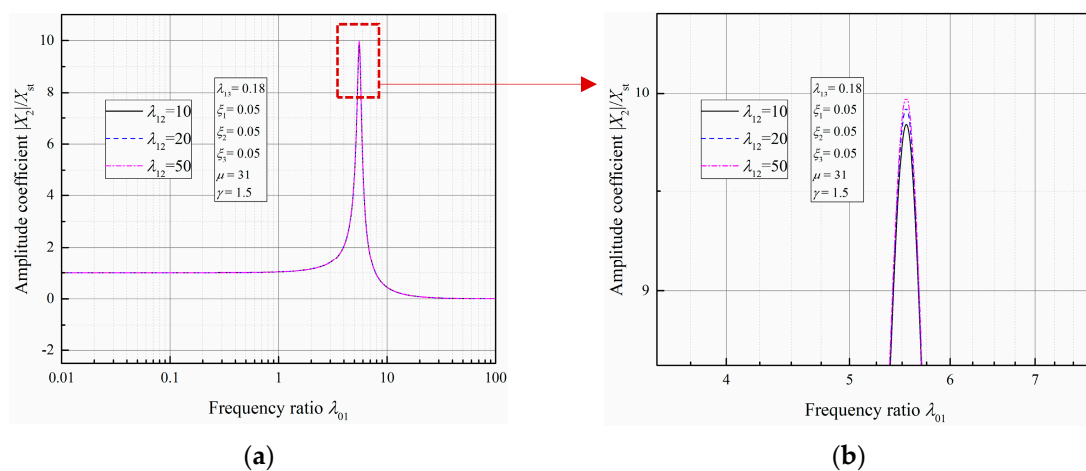 10
8
6
4
2
0
-2
Amplitude coefficient |X₂|/Xst
λ₁₂=10
λ₁₂=20
λ₁₂=50
λ₁₃= 0.18
ξ₁= 0.05
ξ₂= 0.05
ξ₃= 0.05
μ = 31
γ = 1.5
0.01 0.1 1 10 100
Frequency ratio λ₀₁
(a)
10
9
Amplitude coefficient |X₂|/Xst
λ₁₂=10
λ₁₂=20
λ₁₂=50
λ₁₃= 0.18
ξ₁= 0.05
ξ₂= 0.05
ξ₃= 0.05
μ = 31
γ = 1.5
4 5 6 7
Frequency ratio λ₀₁
(b)